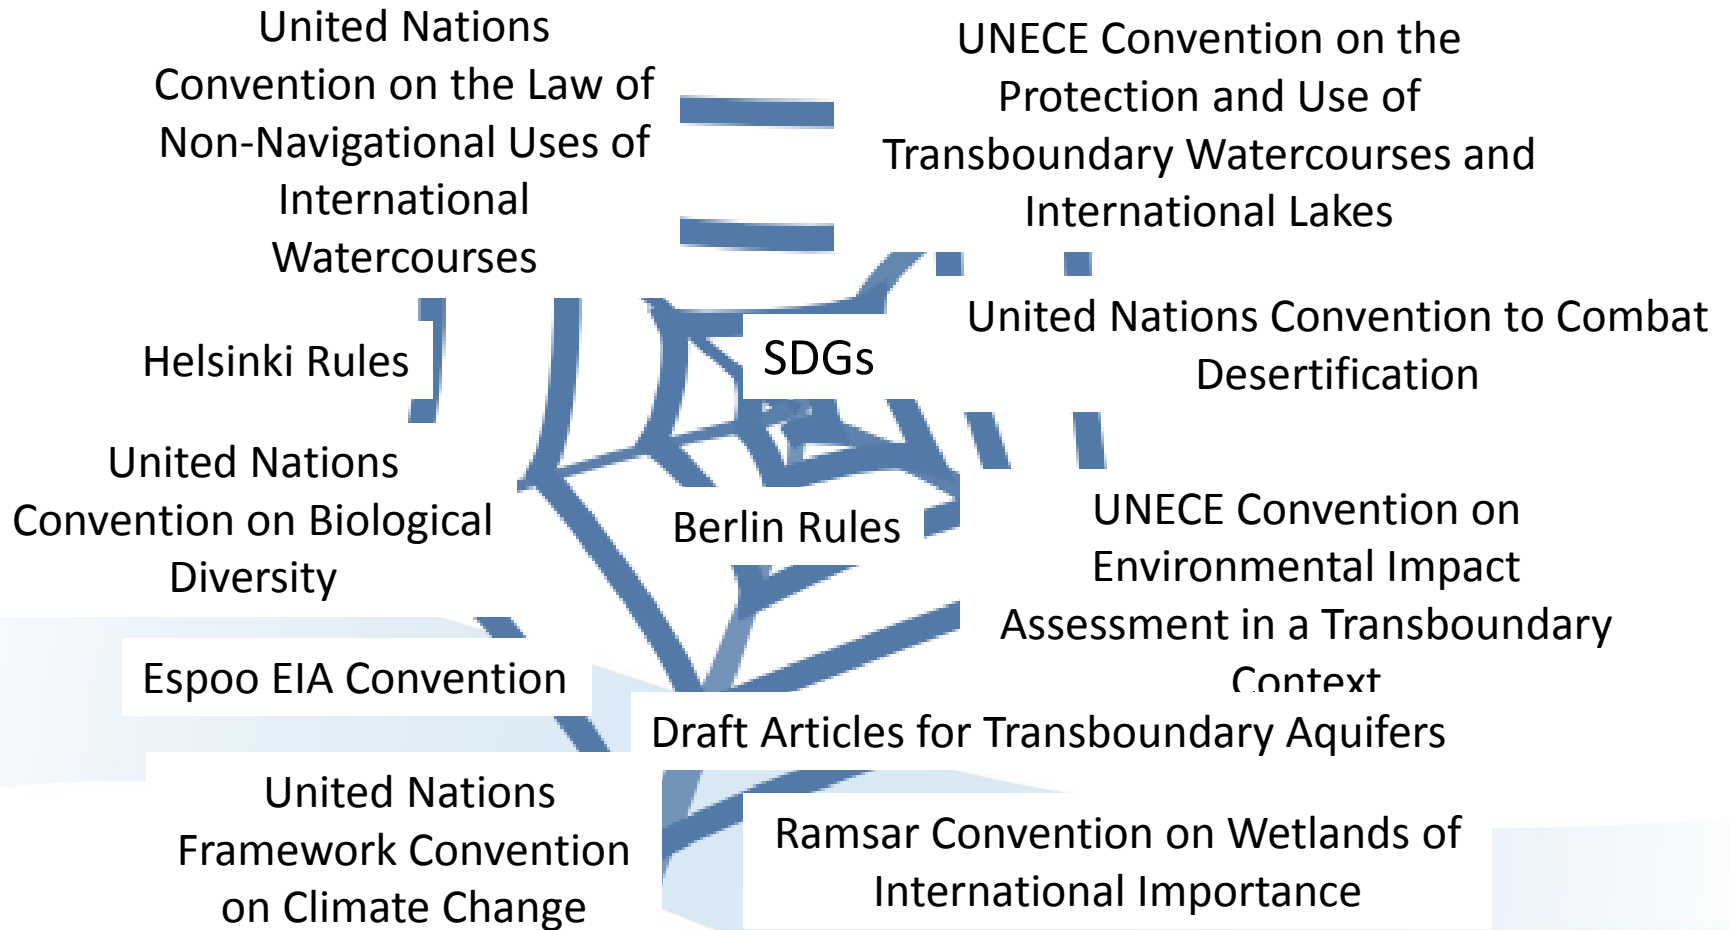 United Nations
Convention on the Law of
Non-Navigational Uses of
International
Watercourses
UNECE Convention on the
Protection and Use of
Transboundary Watercourses and
International Lakes
Helsinki Rules
SDGs
United Nations Convention to Combat
Desertification
United Nations
Convention on Biological
Diversity
Berlin Rules
UNECE Convention on
Environmental Impact
Assessment in a Transboundary
Context
Espoo EIA Convention
Draft Articles for Transboundary Aquifers
United Nations
Framework Convention
on Climate Change
Ramsar Convention on Wetlands of
International Importance